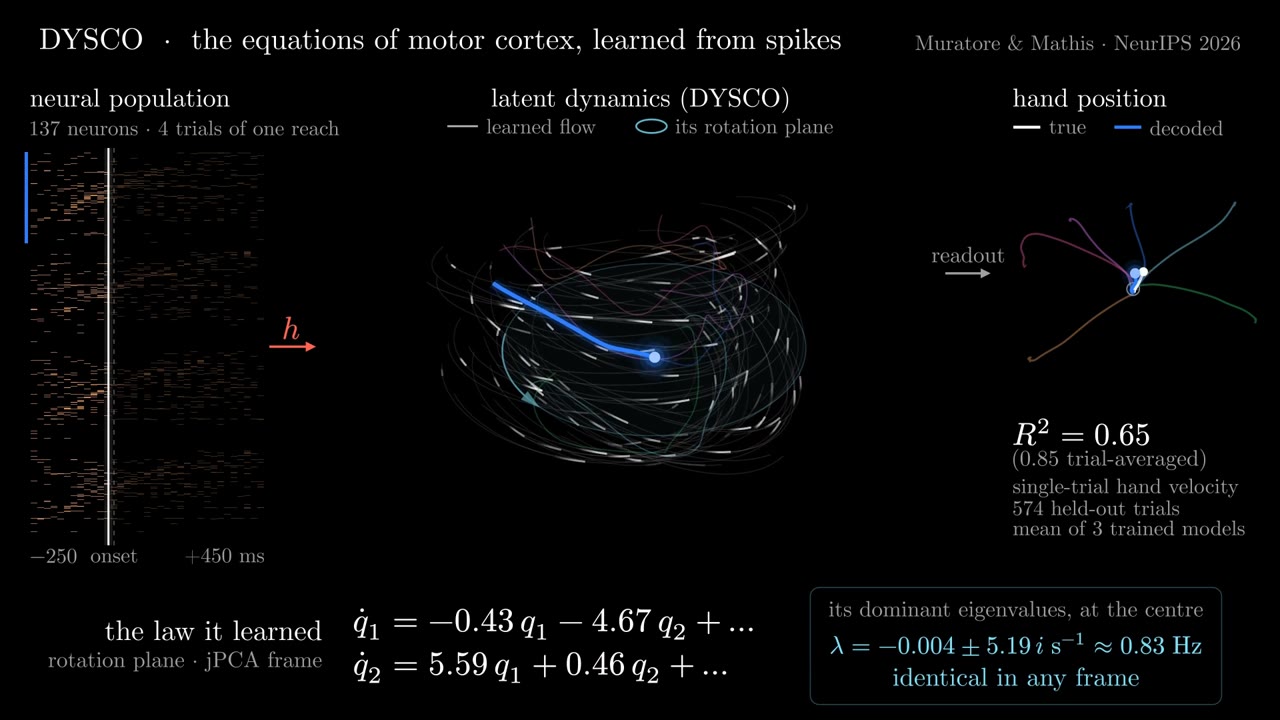 DYSCO · the equations of motor cortex, learned from spikes
Muratore & Mathis · NeurIPS 2026
neural population
137 neurons · 4 trials of one reach
latent dynamics (DYSCO)
learned flow
its rotation plane
hand position
true
decoded
h
readout
R² = 0.65
(0.85 trial-averaged)
single-trial hand velocity
574 held-out trials
mean of 3 trained models
−250 onset +450 ms
the law it learned
rotation plane · jPCA frame
q̇₁ = −0.43 q₁ − 4.67 q₂ + ...
q̇₂ = 5.59 q₁ + 0.46 q₂ + ...
its dominant eigenvalues, at the centre
λ = −0.004 ± 5.19 i s⁻¹ ≈ 0.83 Hz
identical in any frame